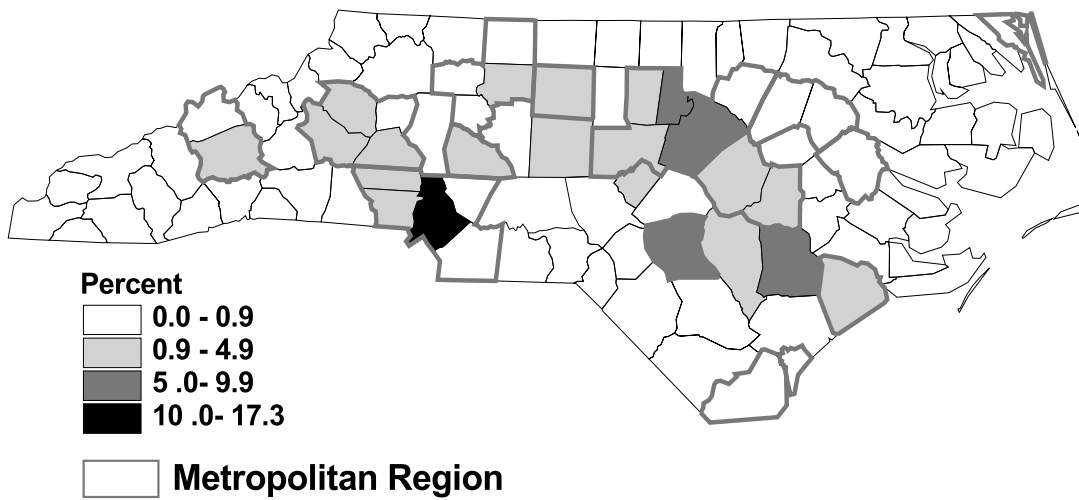 Percent
0.0 - 0.9
0.9 - 4.9
5 .0- 9.9
10 .0- 17.3
Metropolitan Region